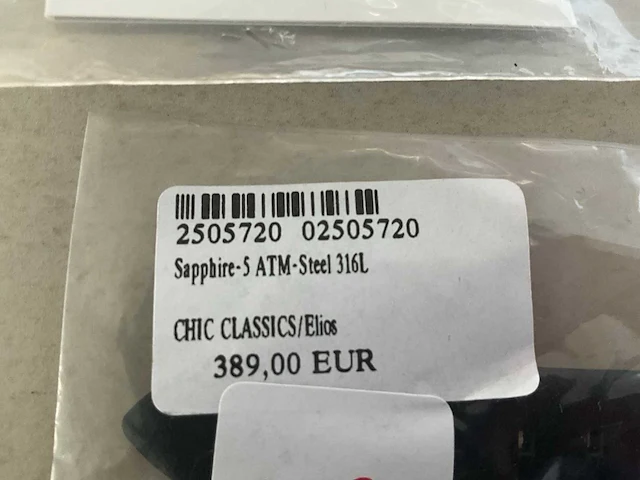 2505720 02505720
Sapphire-5 ATM-Steel 316L
CHIC CLASSICS/Elios
389,00 EUR